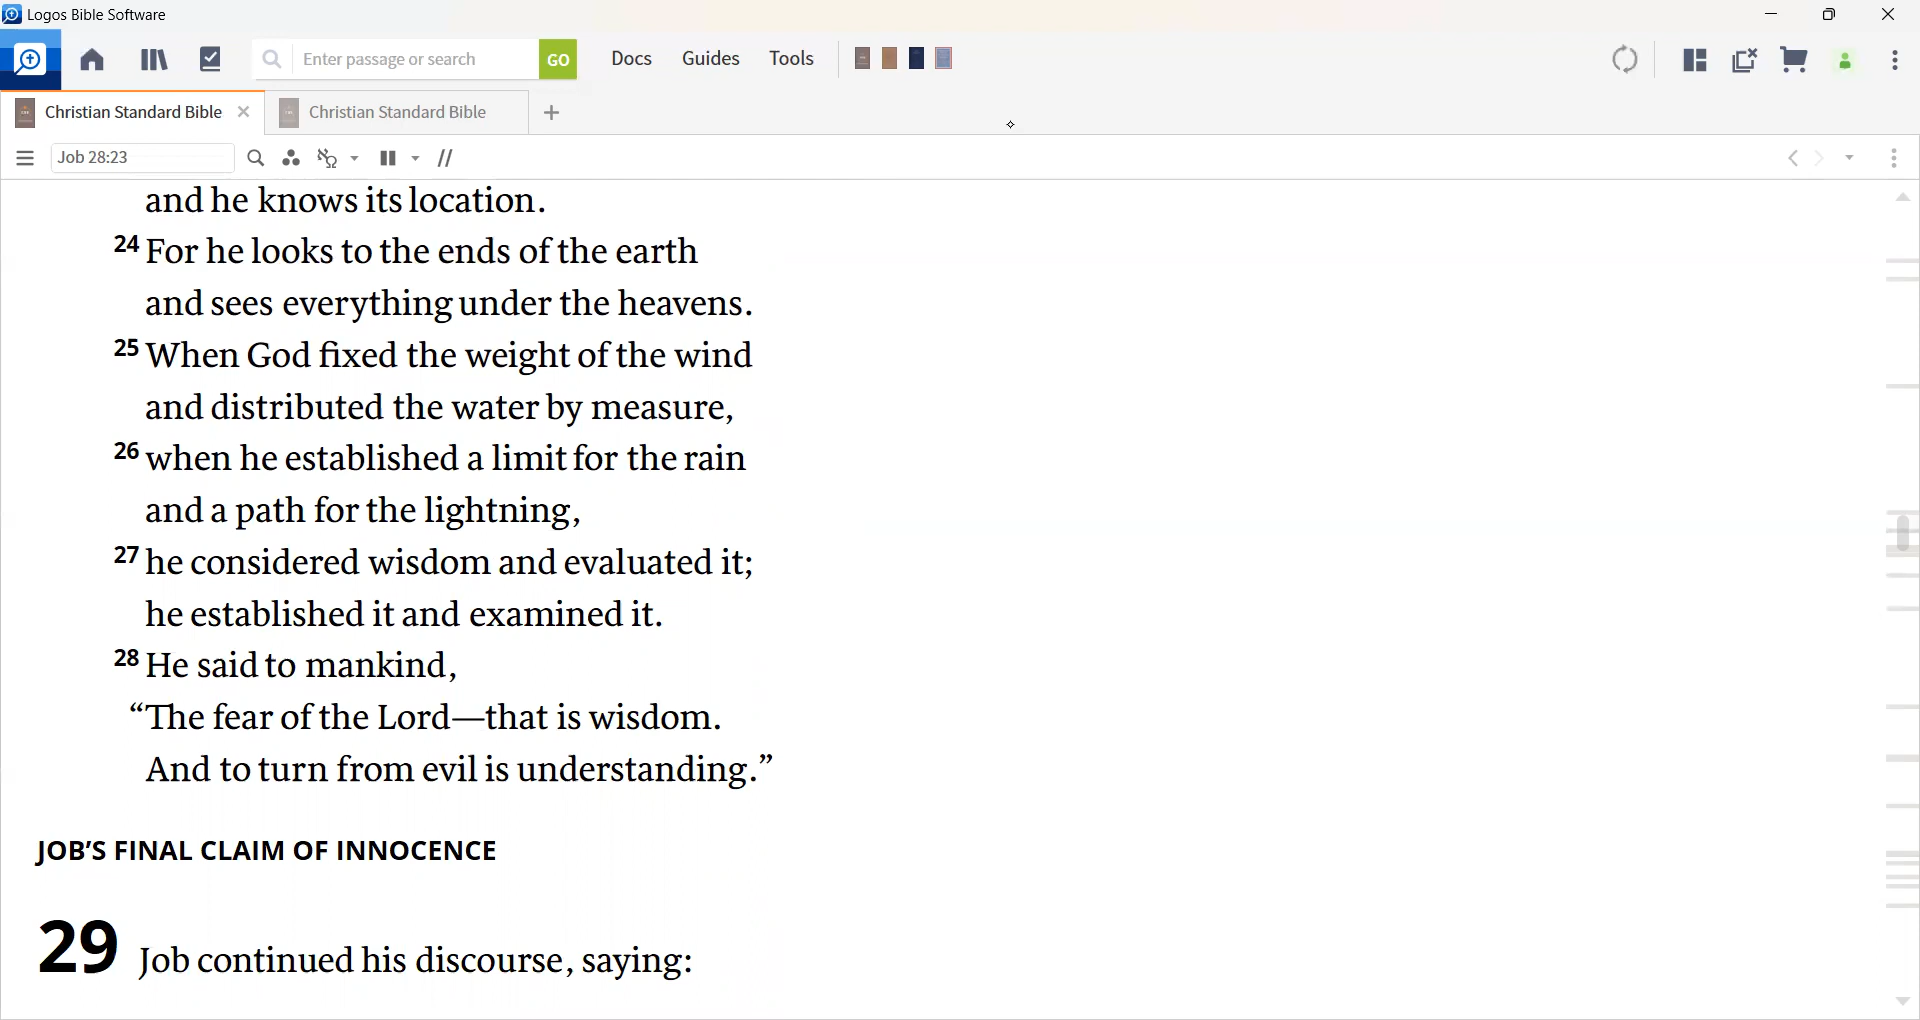 Logos Bible Software
Enter passage or search
GO
Docs
Guides
Tools
Christian Standard Bible
Christian Standard Bible
Job 28:23
and he knows its location.
24 For he looks to the ends of the earth
and sees everything under the heavens.
25 When God fixed the weight of the wind
and distributed the water by measure,
26 when he established a limit for the rain
and a path for the lightning,
27 he considered wisdom and evaluated it;
he established it and examined it.
28 He said to mankind,
“The fear of the Lord—that is wisdom.
And to turn from evil is understanding.”
JOB’S FINAL CLAIM OF INNOCENCE
29 Job continued his discourse, saying: